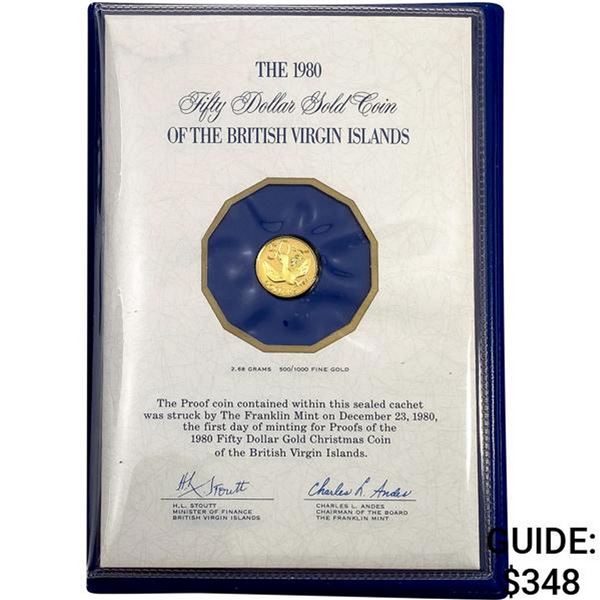 THE 1980
Fifty Dollar Gold Coin
OF THE BRITISH VIRGIN ISLANDS
2.68 GRAMS 500/1000 FINE GOLD
The Proof coin contained within this sealed cachet
was struck by The Franklin Mint on December 23, 1980,
the first day of minting for Proofs of the
1980 Fifty Dollar Gold Christmas Coin
of the British Virgin Islands.
H.L. Stoutt
Charles L. Andes
H.L. STOUTT
MINISTER OF FINANCE
BRITISH VIRGIN ISLANDS
CHARLES L. ANDES
CHAIRMAN OF THE BOARD
THE FRANKLIN MINT
GUIDE:
$348